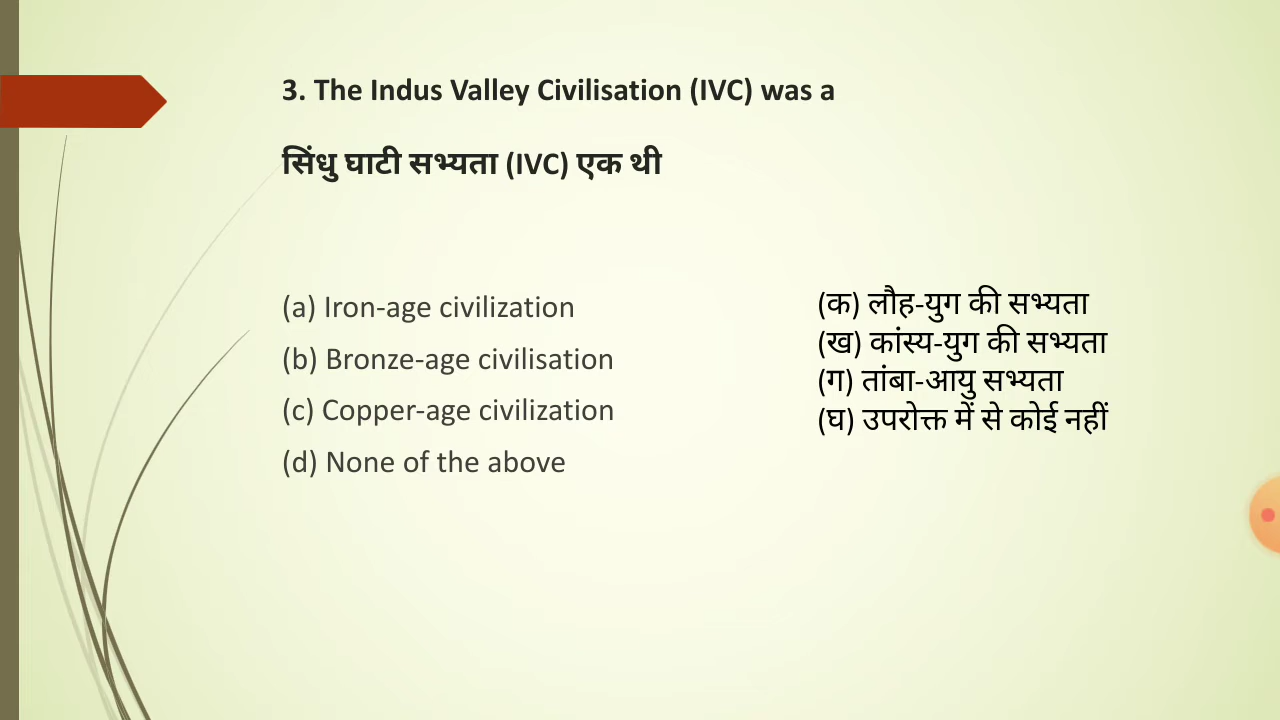 3. The Indus Valley Civilisation (IVC) was a
सिंधु घाटी सभ्यता (IVC) एक थी
(a) Iron-age civilization
(b) Bronze-age civilisation
(c) Copper-age civilization
(d) None of the above
(क) लौह-युग की सभ्यता
(ख) कांस्य-युग की सभ्यता
(ग) तांबा-आयु सभ्यता
(घ) उपरोक्त में से कोई नहीं